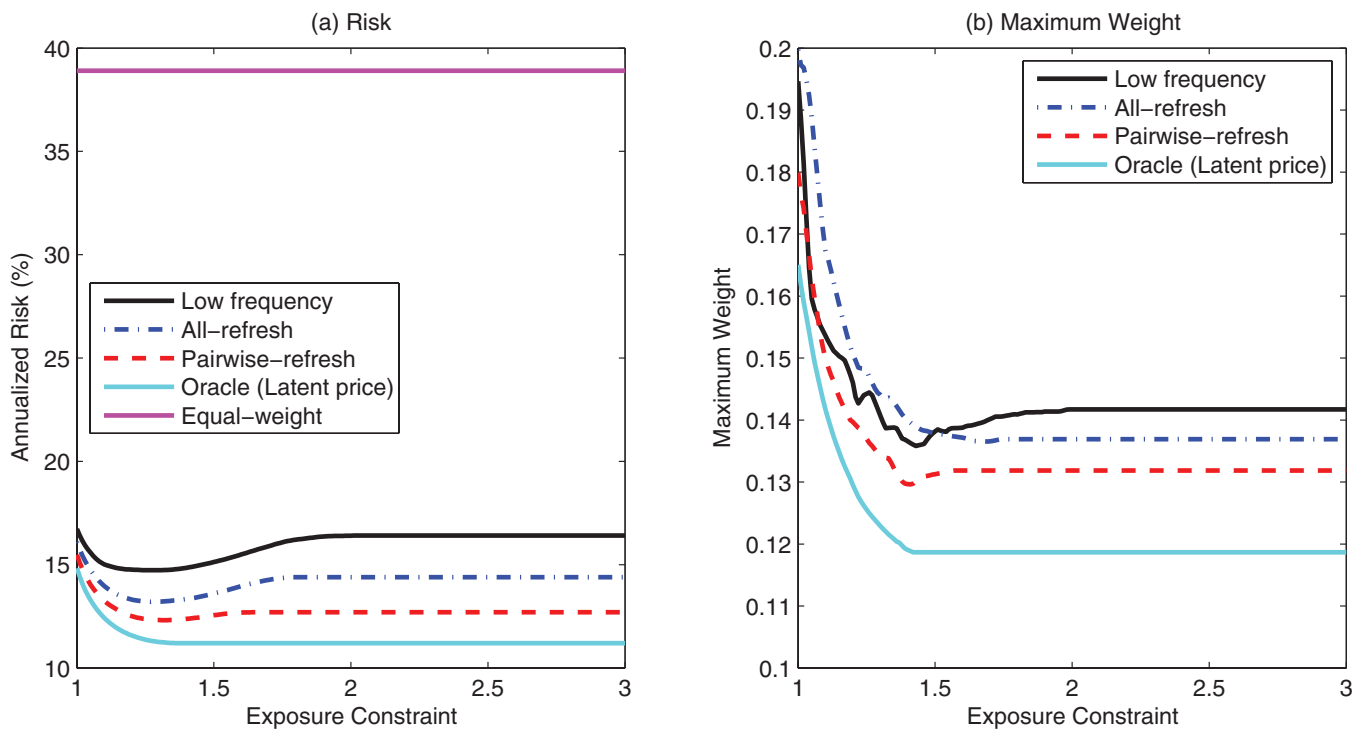 (a) Risk
40
35
30
25
20
15
10
1
1.5
2
2.5
3
Annualized Risk (%)
Exposure Constraint
Low frequency
All−refresh
Pairwise−refresh
Oracle (Latent price)
Equal−weight
(b) Maximum Weight
0.2
0.19
0.18
0.17
0.16
0.15
0.14
0.13
0.12
0.11
0.1
1
1.5
2
2.5
3
Maximum Weight
Exposure Constraint
Low frequency
All−refresh
Pairwise−refresh
Oracle (Latent price)